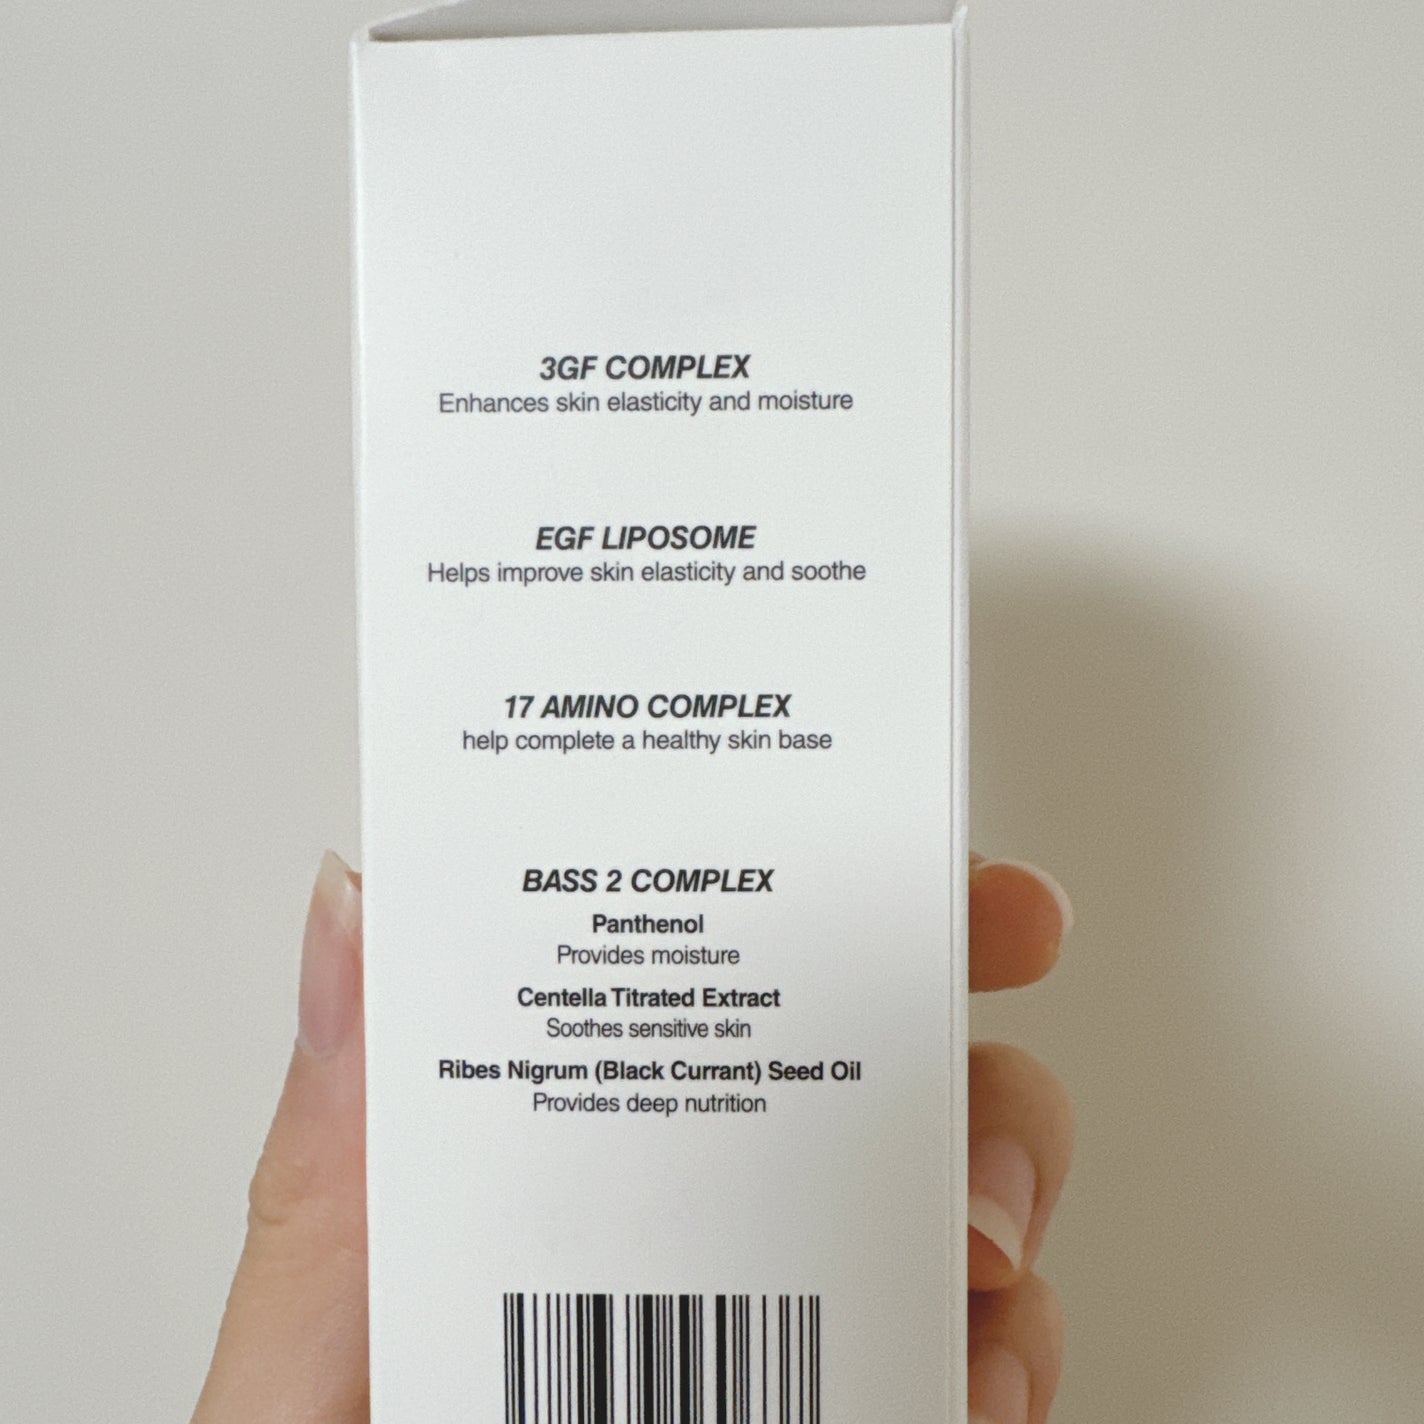 3GF COMPLEX
Enhances skin elasticity and moisture
EGF LIPOSOME
Helps improve skin elasticity and soothe
17 AMINO COMPLEX
help complete a healthy skin base
BASS 2 COMPLEX
Panthenol
Provides moisture
Centella Titrated Extract
Soothes sensitive skin
Ribes Nigrum (Black Currant) Seed Oil
Provides deep nutrition